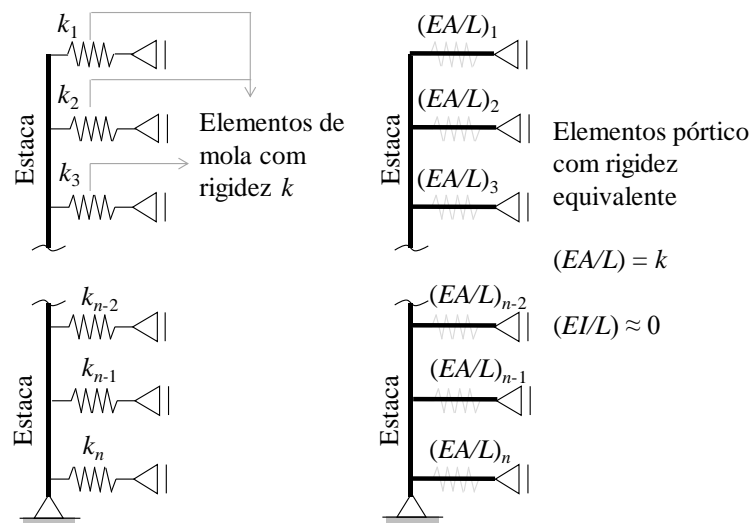 k1
k2
Estaca
k3
Elementos de
mola com
rigidez k
kn-2
kn-1
Estaca
kn
(EA/L)1
(EA/L)2
Estaca
(EA/L)3
Elementos pórtico
com rigidez
equivalente
(EA/L) = k
(EI/L) ≈ 0
(EA/L)n-2
(EA/L)n-1
Estaca
(EA/L)n